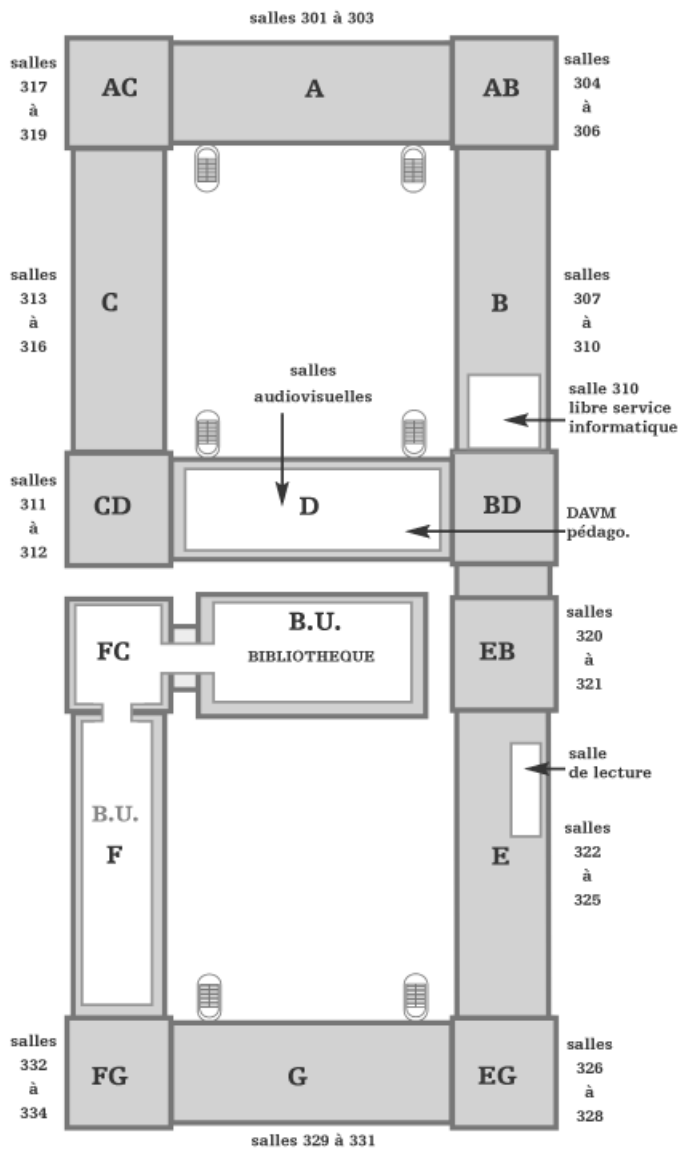 salles 301 à 303
salles
317
à
319
AC
A
AB
salles
304
à
306
salles
313
à
316
C
B
salles
307
à
310
salles
audiovisuelles
salle 310
libre service
informatique
salles
311
à
312
CD
D
BD
DAVM
pédago.
FC
B.U.
BIBLIOTHEQUE
EB
salles
320
à
321
salle
de lecture
B.U.
F
E
salles
322
à
325
salles
332
à
334
FG
G
EG
salles
326
à
328
salles 329 à 331